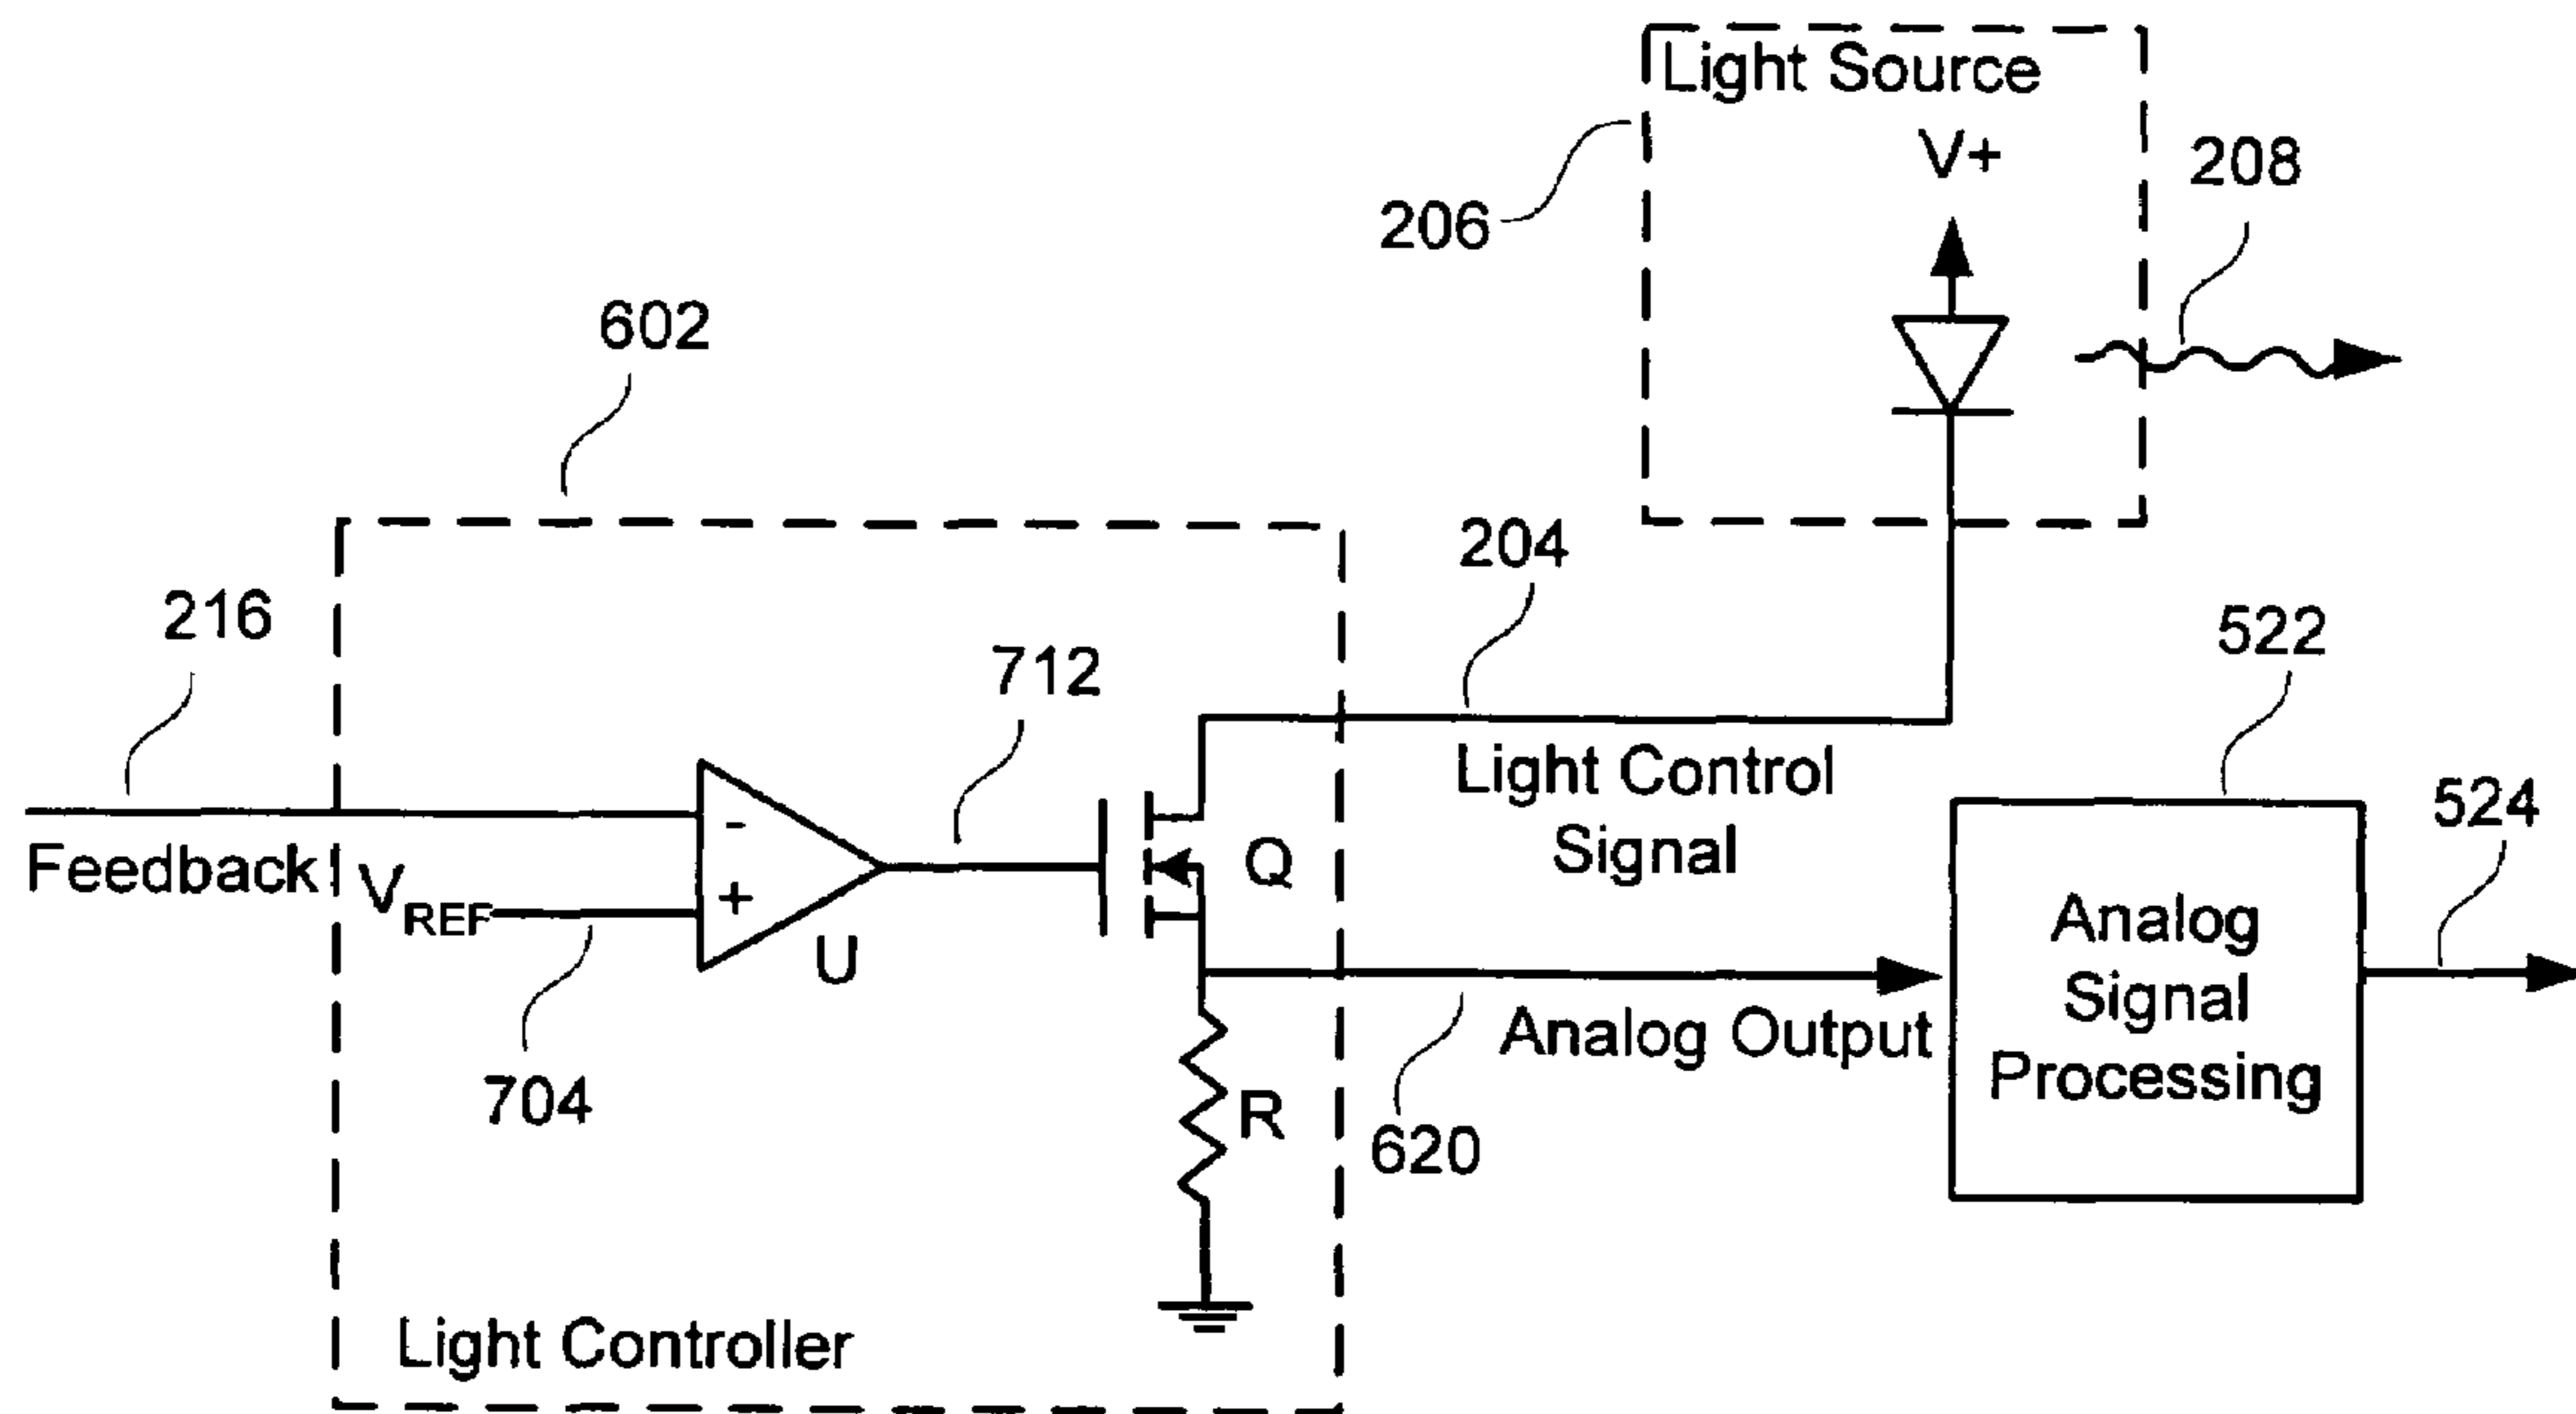 Light Source
V+
208
206
602
204
216
522
712
524
Light Control
Signal
-
Feedback
VREF
+
Q
U
Analog
Signal
Processing
Analog Output
704
R
620
Light Controller